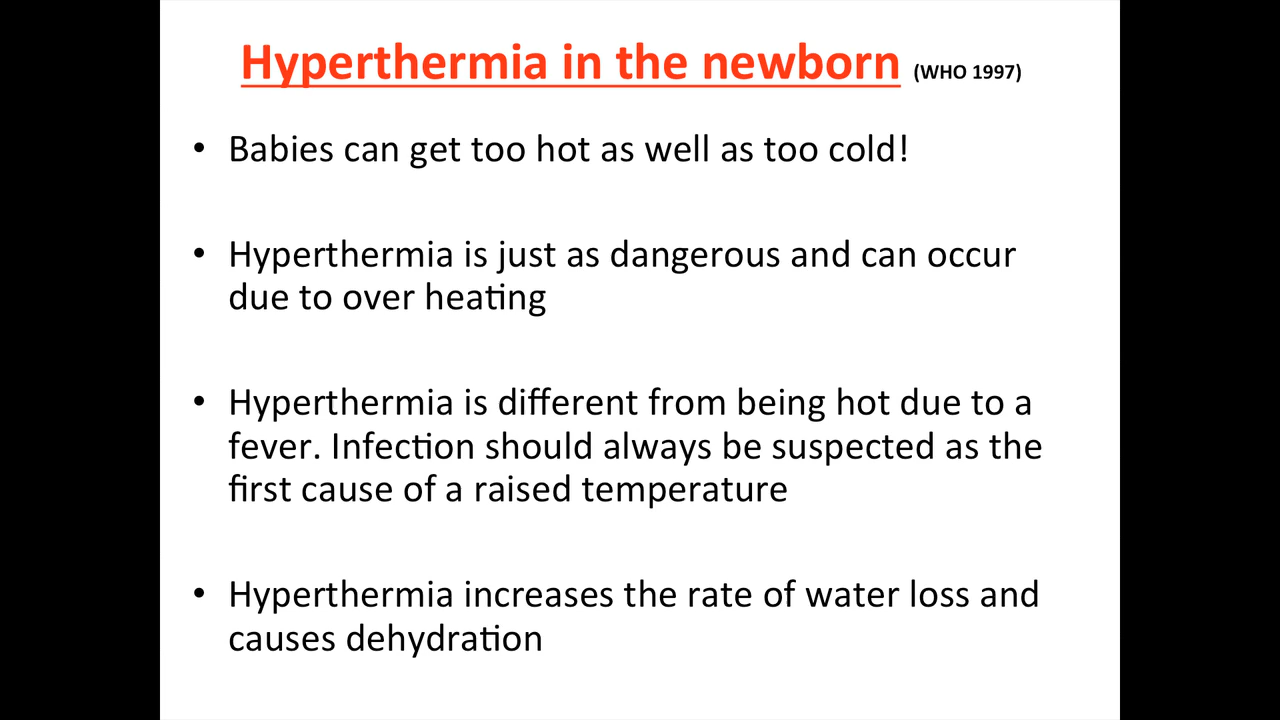 Hyperthermia in the newborn (WHO 1997)
• Babies can get too hot as well as too cold!
• Hyperthermia is just as dangerous and can occur
due to over heating
• Hyperthermia is different from being hot due to a
fever. Infection should always be suspected as the
first cause of a raised temperature
• Hyperthermia increases the rate of water loss and
causes dehydration